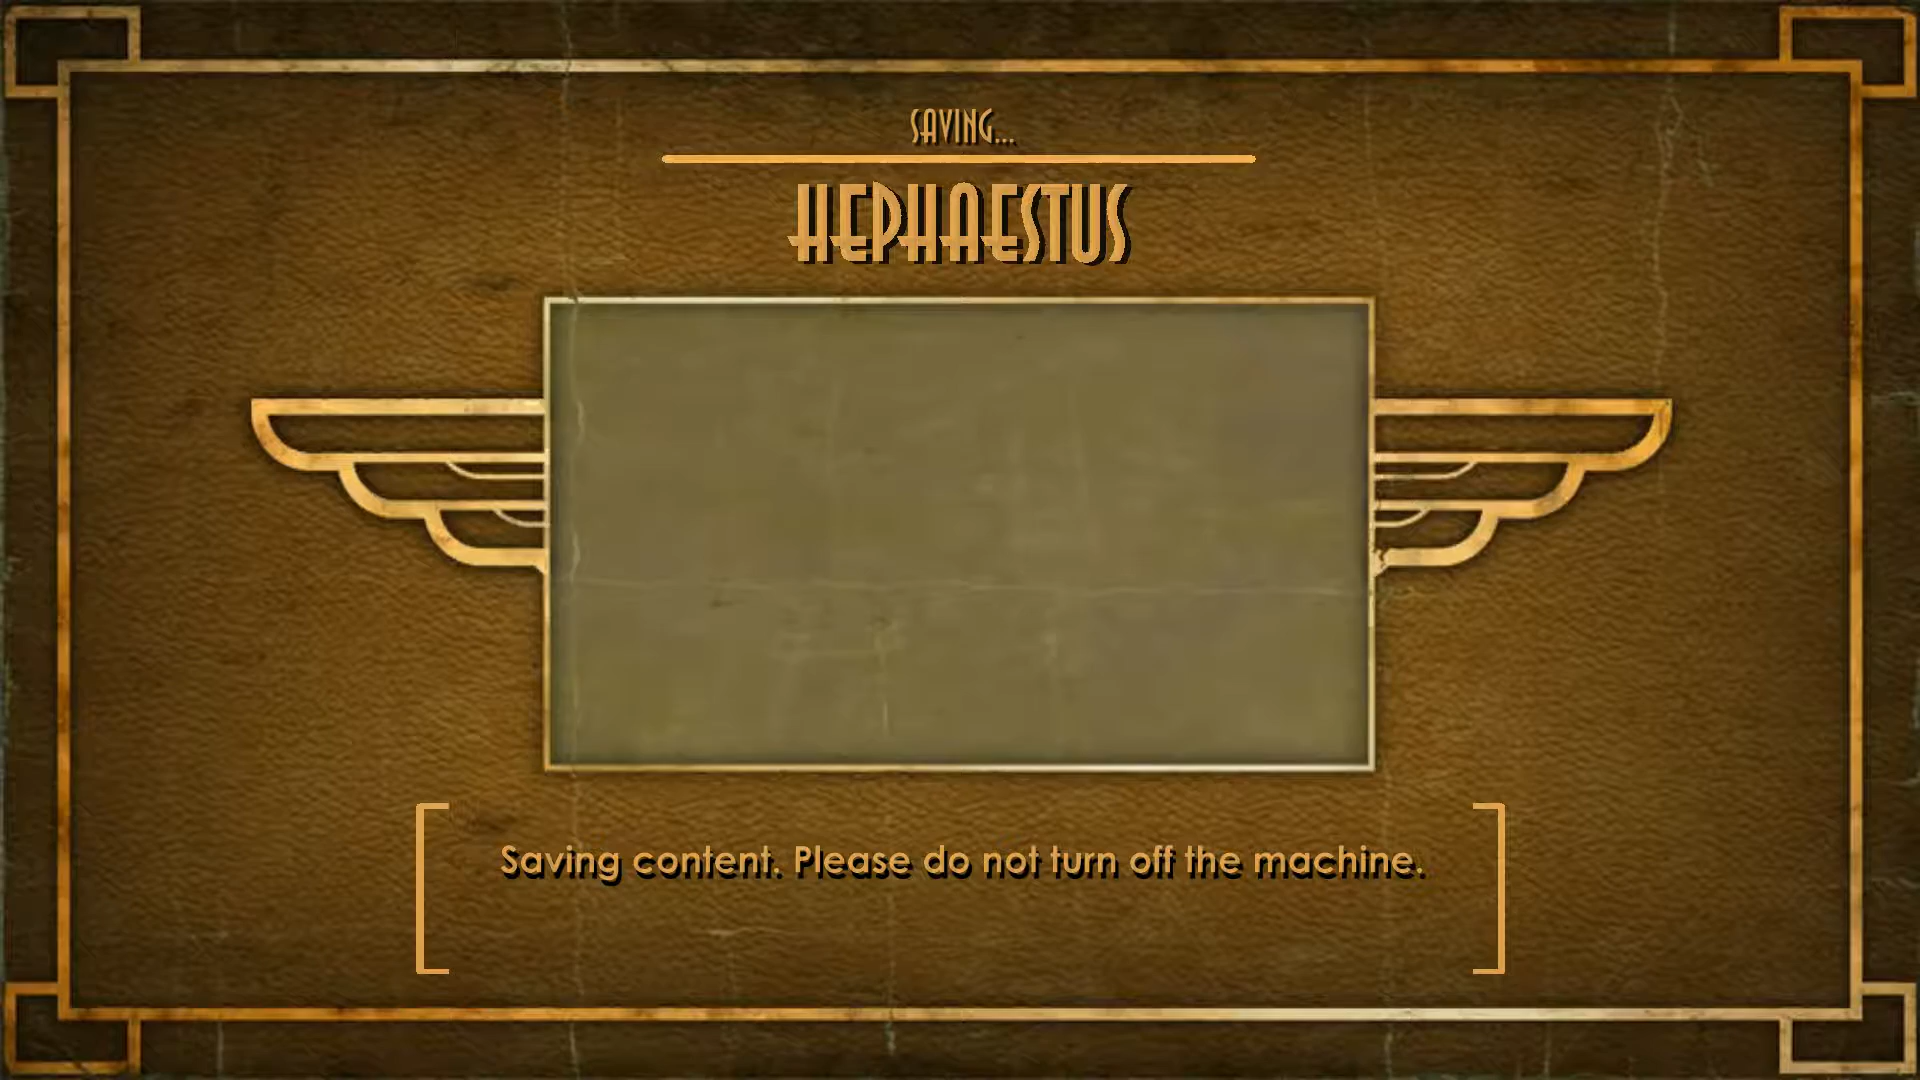 SAVING...
HEPHAESTUS
Saving content. Please do not turn off the machine.